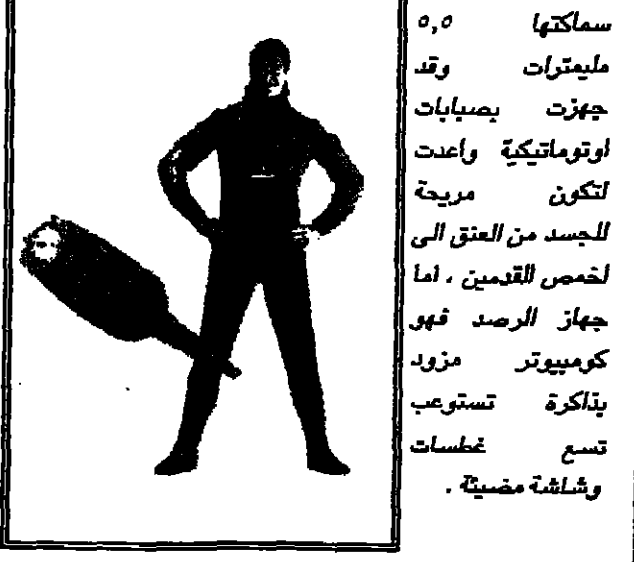 سماكتها ٥,٥
مليمترات وقد
جهزت بصبابات
اوتوماتيكية واعدت
لتكون مريحة
للجسد من العنق الى
اخمص القدمين ، اما
جهاز الرصد فهو
كومبيوتر مزود
بذاكرة تستوعب
تسع غطسات
وشاشة مضيئة .